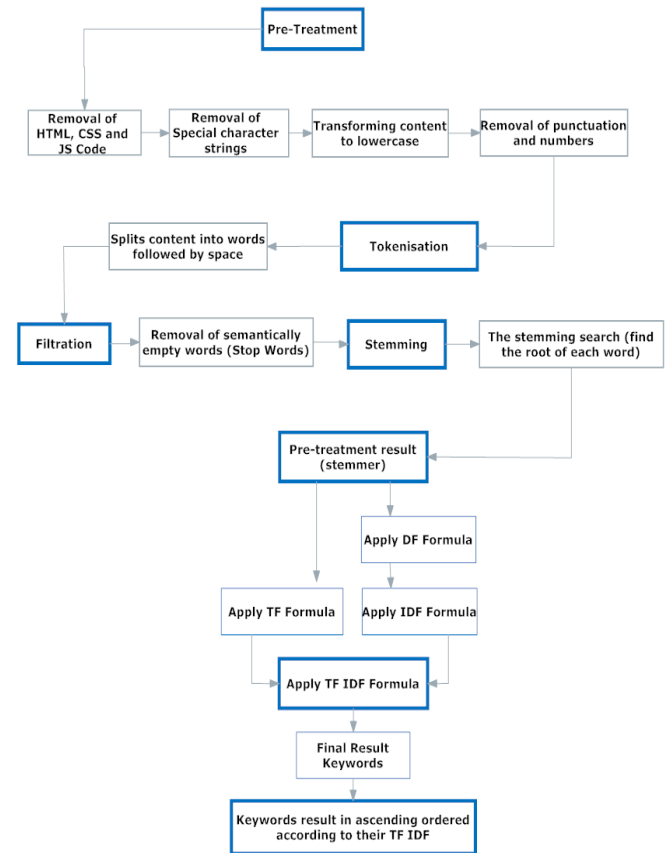 Pre-Treatment
Removal of
HTML, CSS and
JS Code
Removal of
Special character
strings
Transforming content
to lowercase
Removal of punctuation
and numbers
Tokenisation
Splits content into words
followed by space
Filtration
Removal of semantically
empty words (Stop Words)
Stemming
The stemming search (find
the root of each word)
Pre-treatment result
(stemmer)
Apply DF Formula
Apply TF Formula
Apply IDF Formula
Apply TF IDF Formula
Final Result
Keywords
Keywords result in ascending ordered
according to their TF IDF